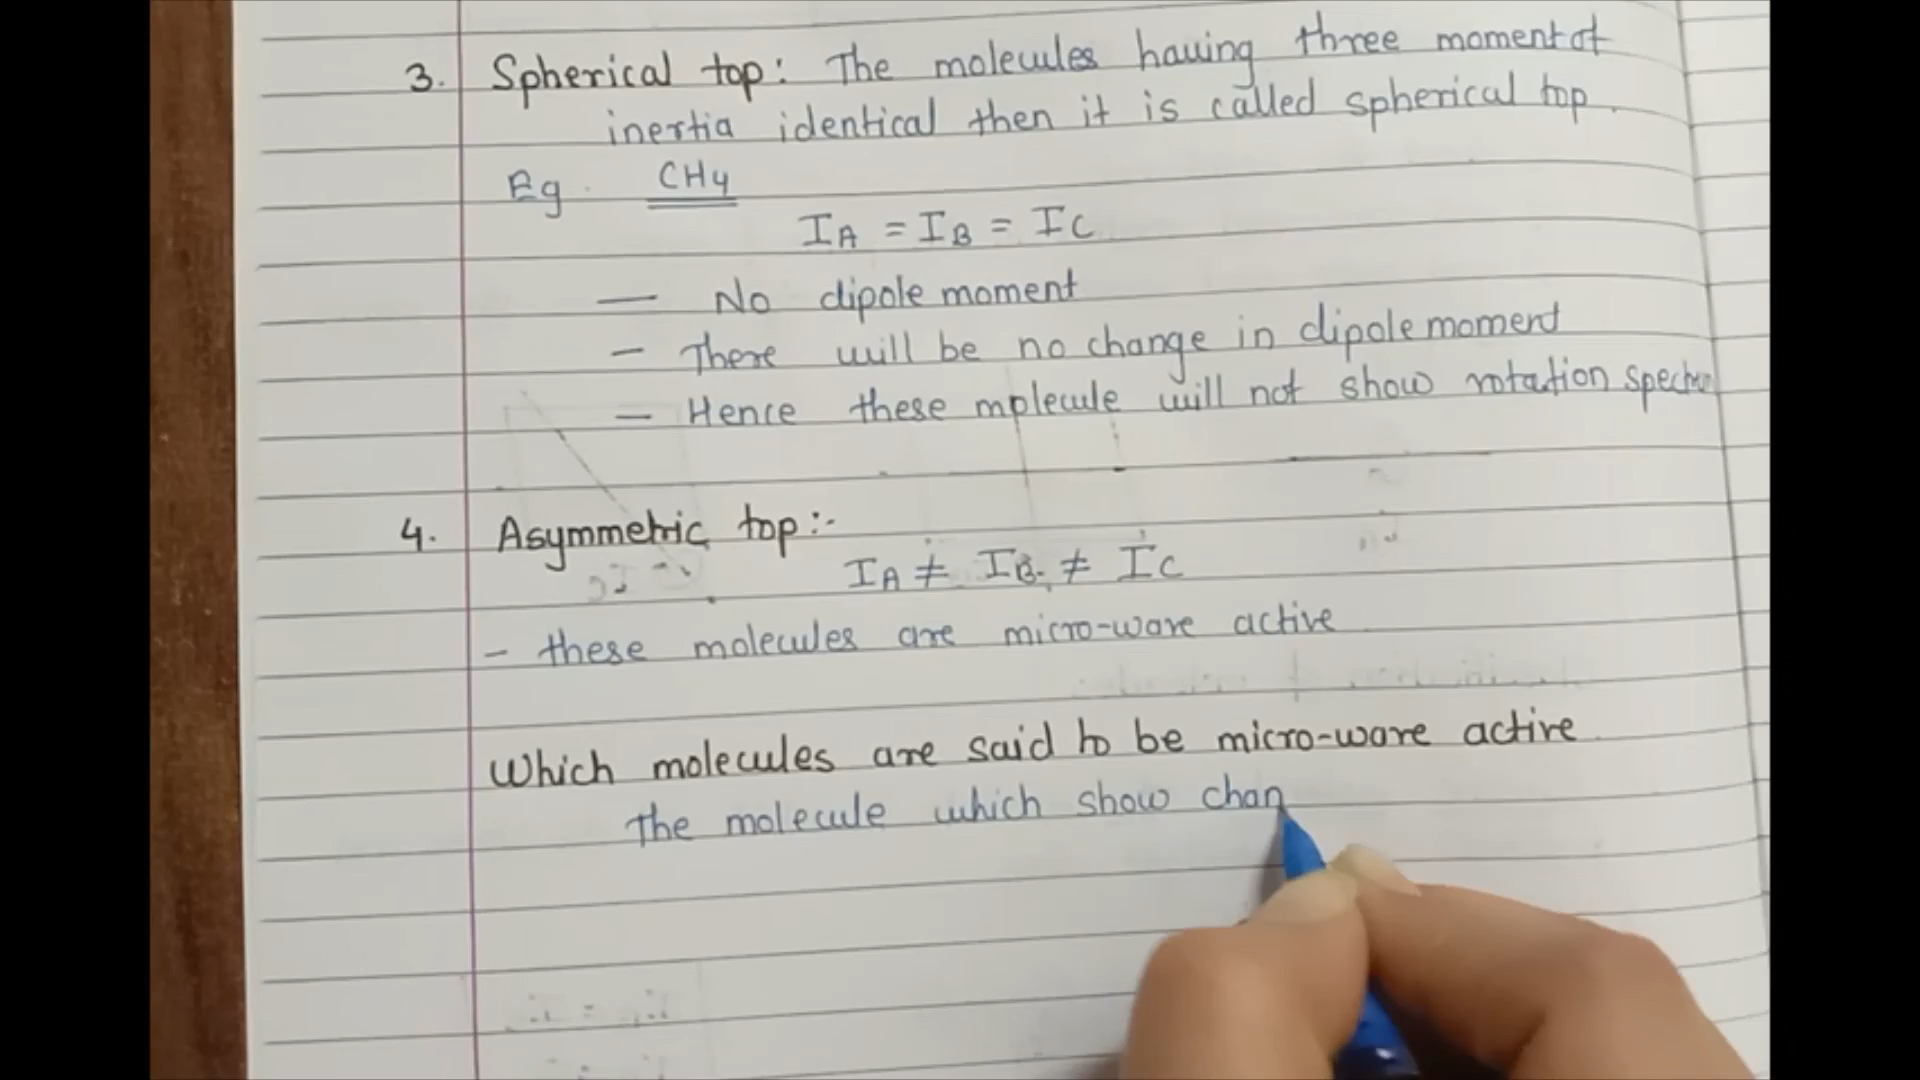 3. Spherical top: The molecules having three moment of
inertia identical then it is called spherical top.
Eg. CH4
IA = IB = IC
— No dipole moment
— There will be no change in dipole moment
— Hence these molecule will not show rotation
4. Asymmetric top:-
IA ≠ IB ≠ IC
- these molecules are micro-wave active
Which molecules are said to be micro-wave active
The molecule which show chan